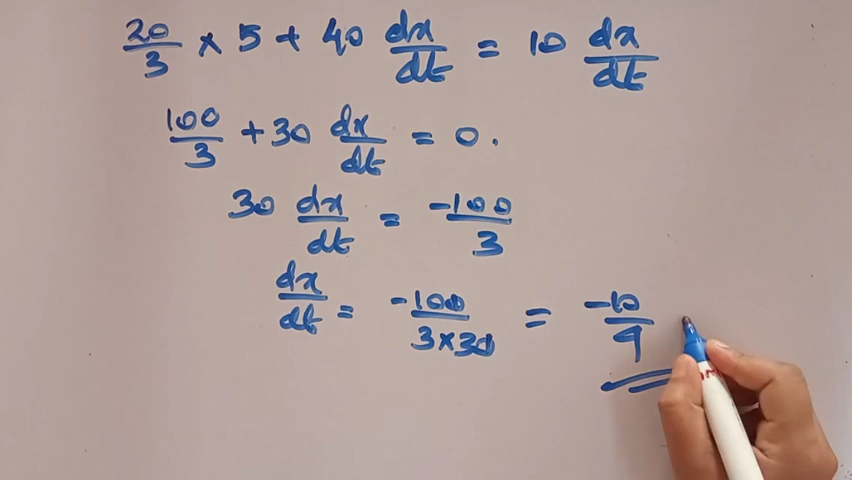 20/3 × 5 + 40 dx/dt = 10 dx/dt
100/3 + 30 dx/dt = 0.
30 dx/dt = -100/3
dx/dt = -100/3×30 = -10/9